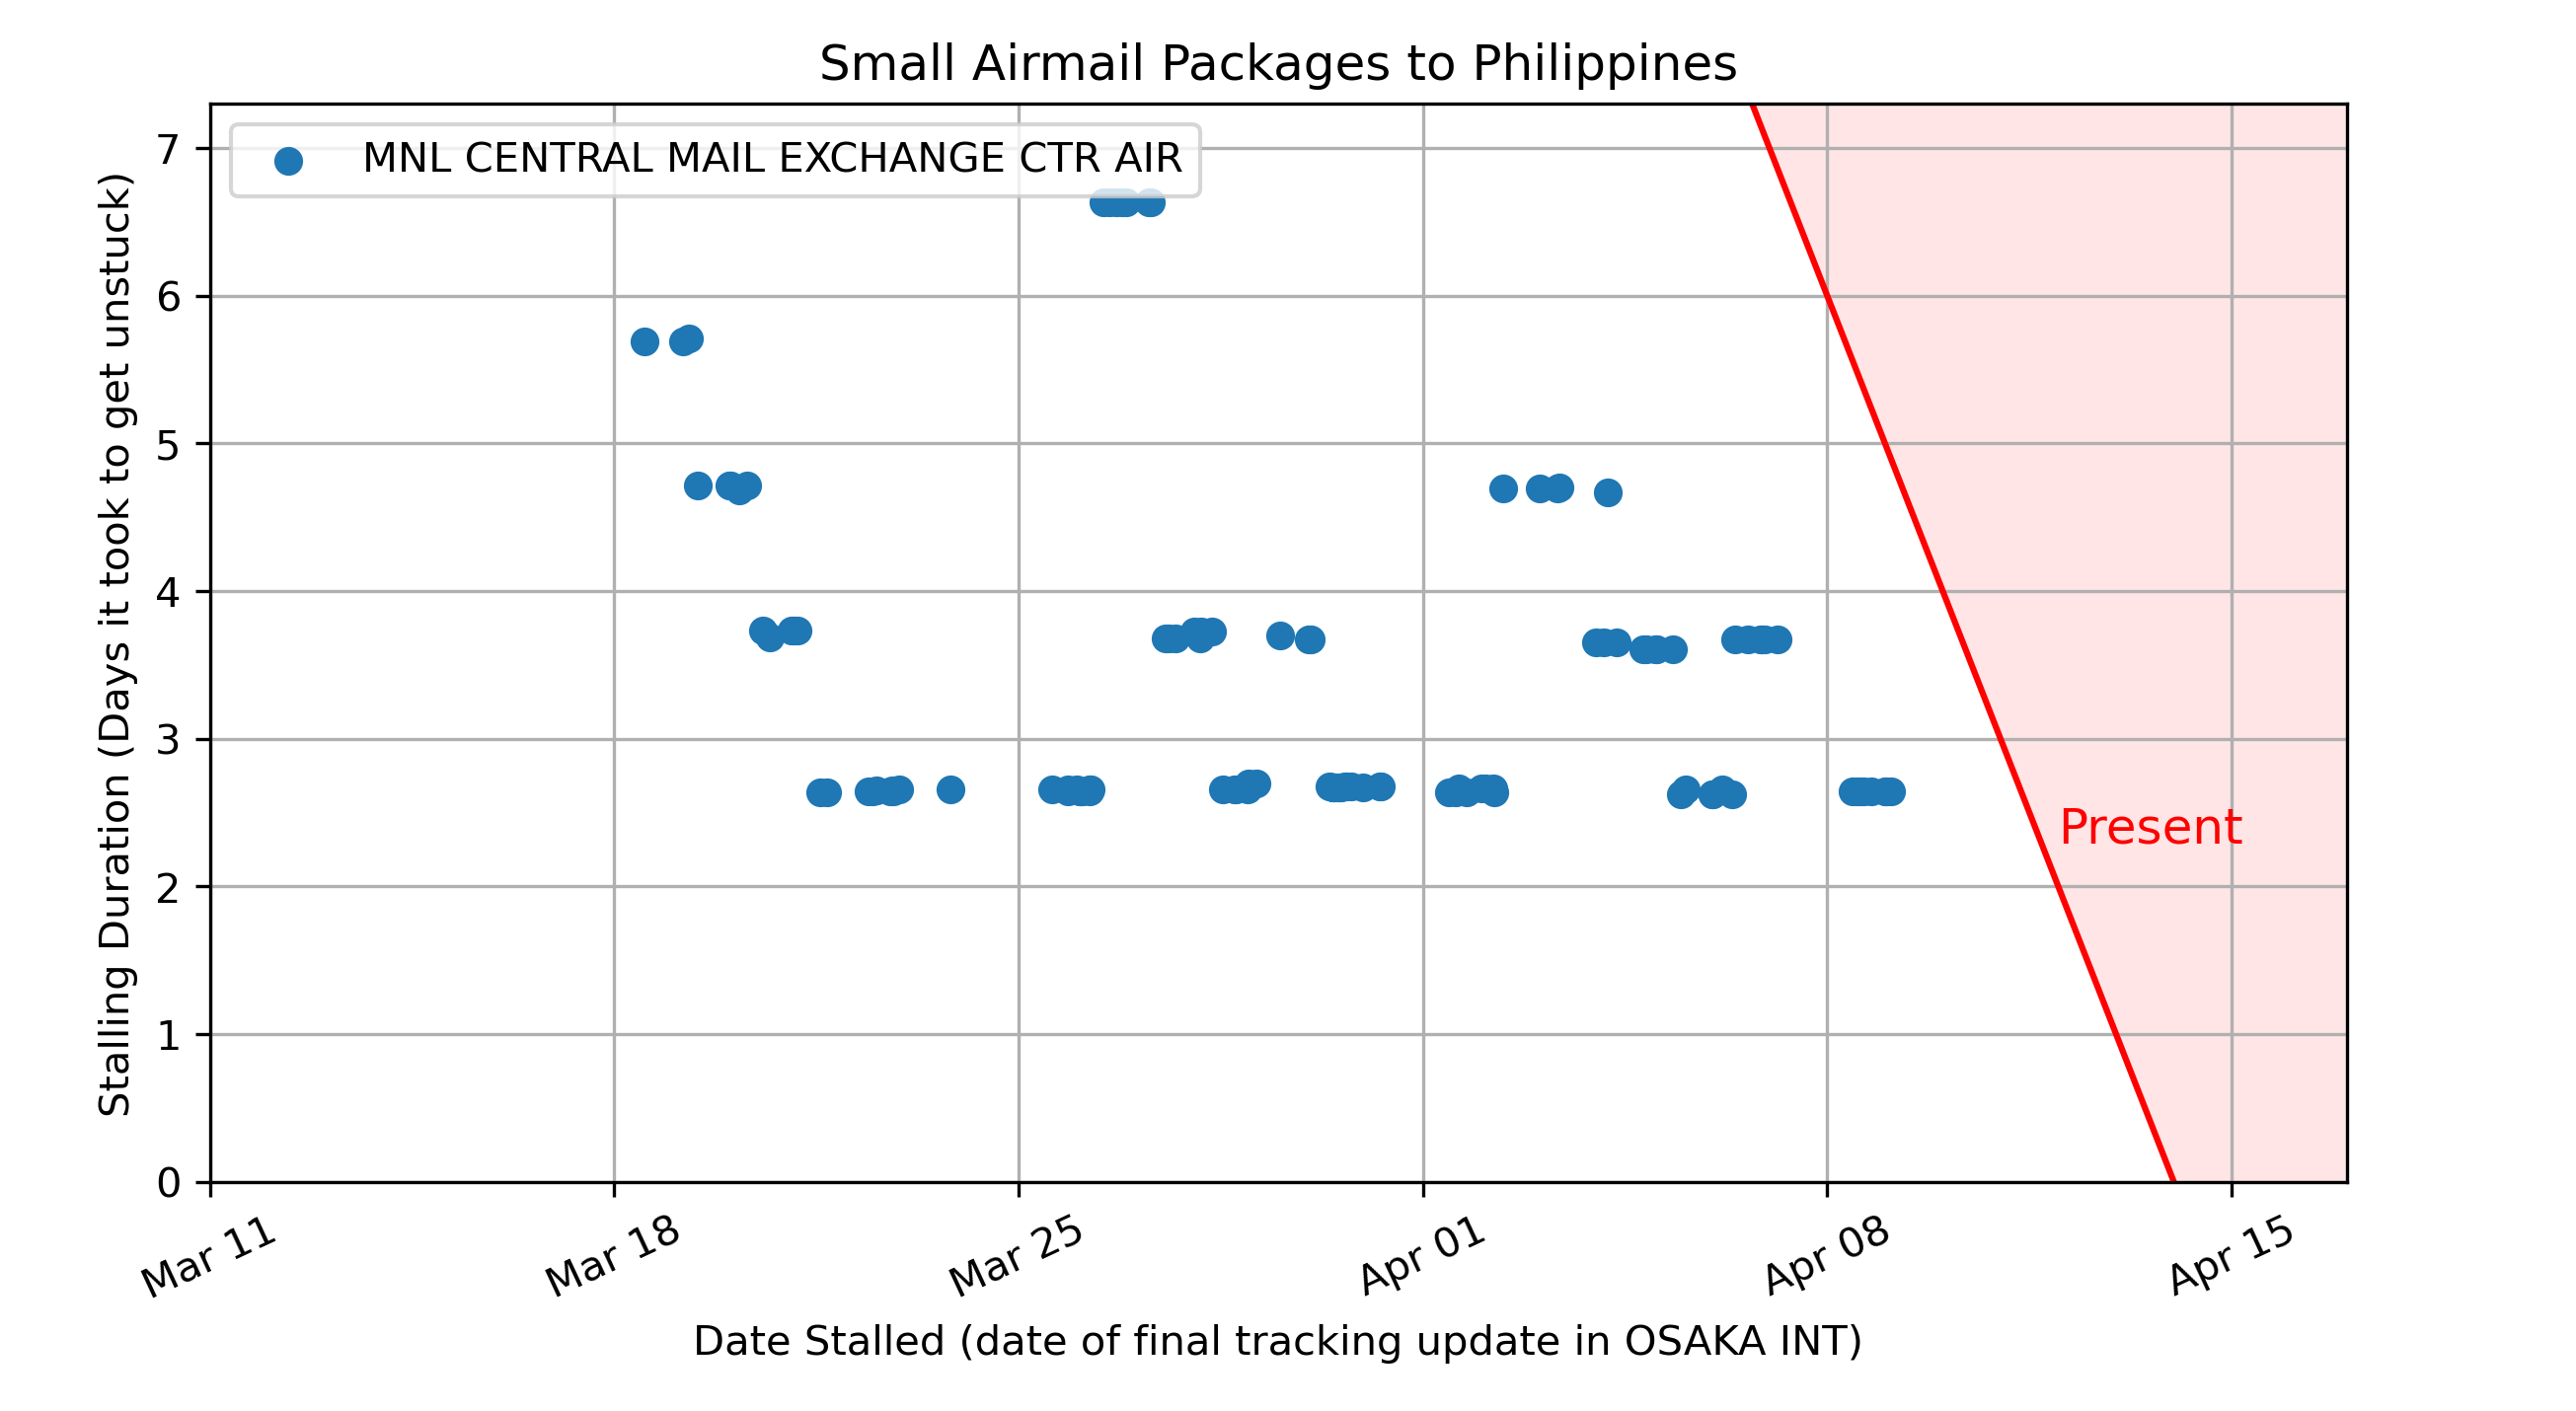 Small Airmail Packages to Philippines
MNL CENTRAL MAIL EXCHANGE CTR AIR
Stalling Duration (Days it took to get unstuck)
7
6
5
4
3
2
1
0
Present
Mar 11
Mar 18
Mar 25
Apr 01
Apr 08
Apr 15
Date Stalled (date of final tracking update in OSAKA INT)